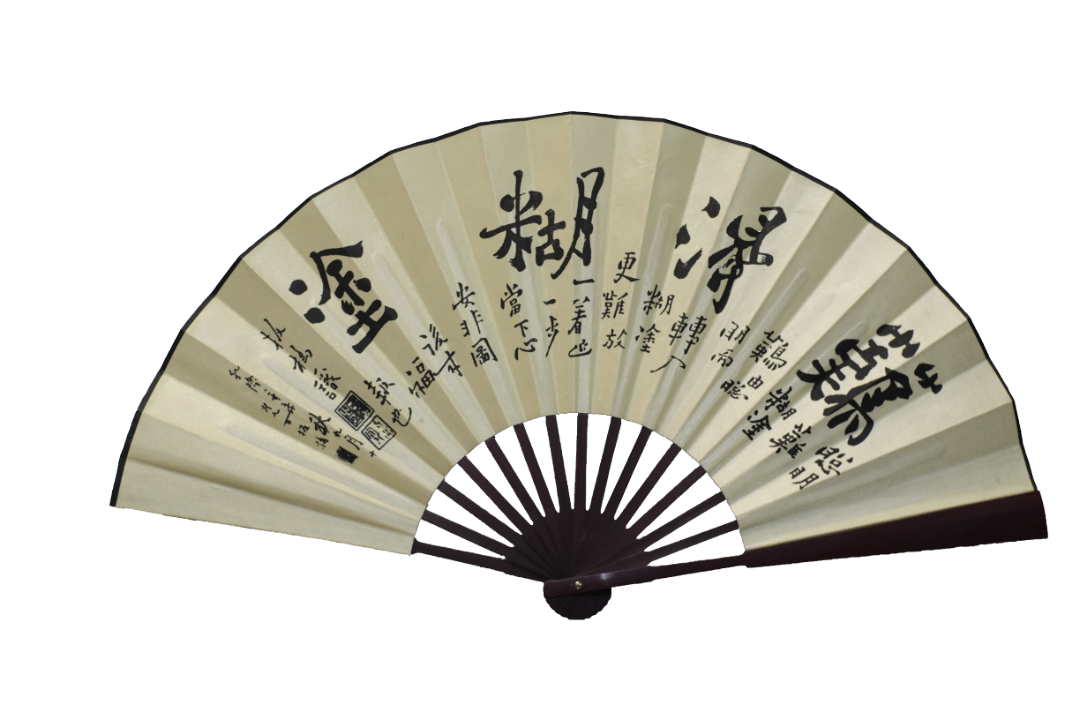 難得糊塗
聰明
難糊塗
難由聰
明而
轉入
糊塗
更
難放
一着退
一步
當下心
安非圖
後來
福
報也
板橋識